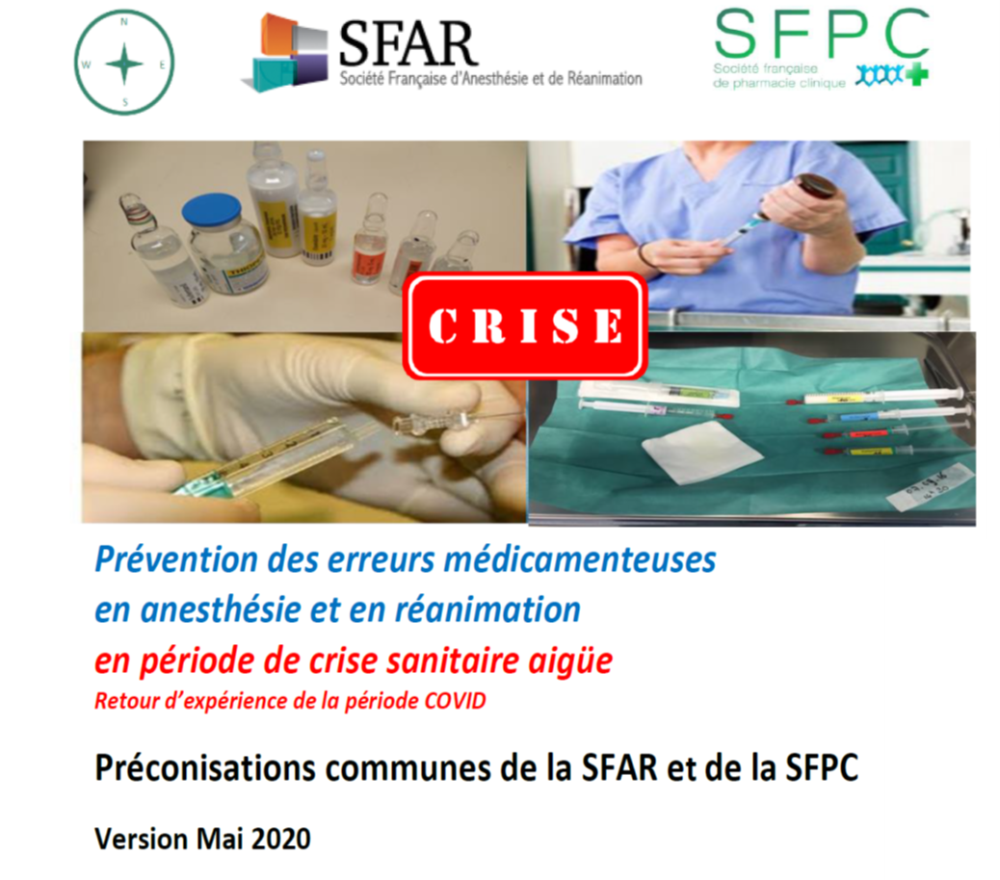 N
W
E
S
SFAR
Société Française d'Anesthésie et de Réanimation
SFPC
Société française
de pharmacie clinique
CRISE
Prévention des erreurs médicamenteuses
en anesthésie et en réanimation
en période de crise sanitaire aigüe
Retour d'expérience de la période COVID
Préconisations communes de la SFAR et de la SFPC
Version Mai 2020